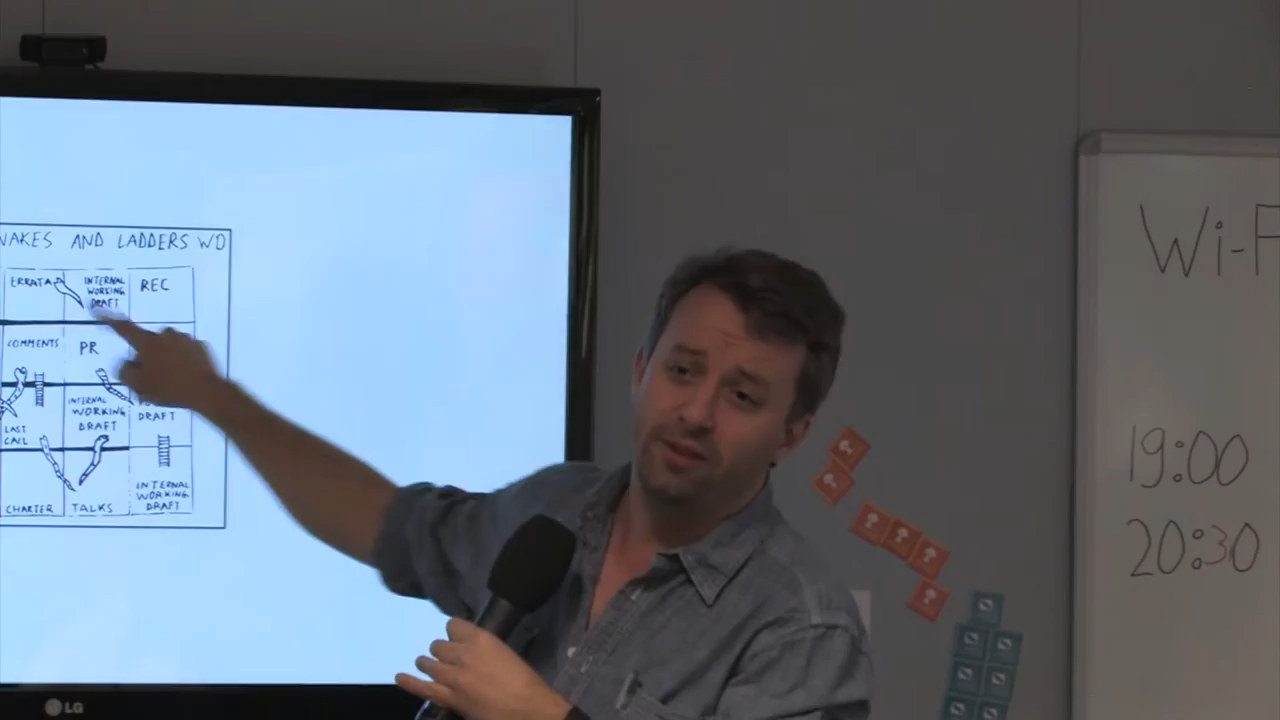 NAKES AND LADDERS WD
ERRATA
INTERNAL
WORKING
DRAFT
REC
COMMENTS
PR
LAST
CALL
INTERNAL
WORKING
DRAFT
DRAFT
CHARTER
TALKS
INTERNAL
WORKING
DRAFT
LG
Wi-F
19:00
20:30